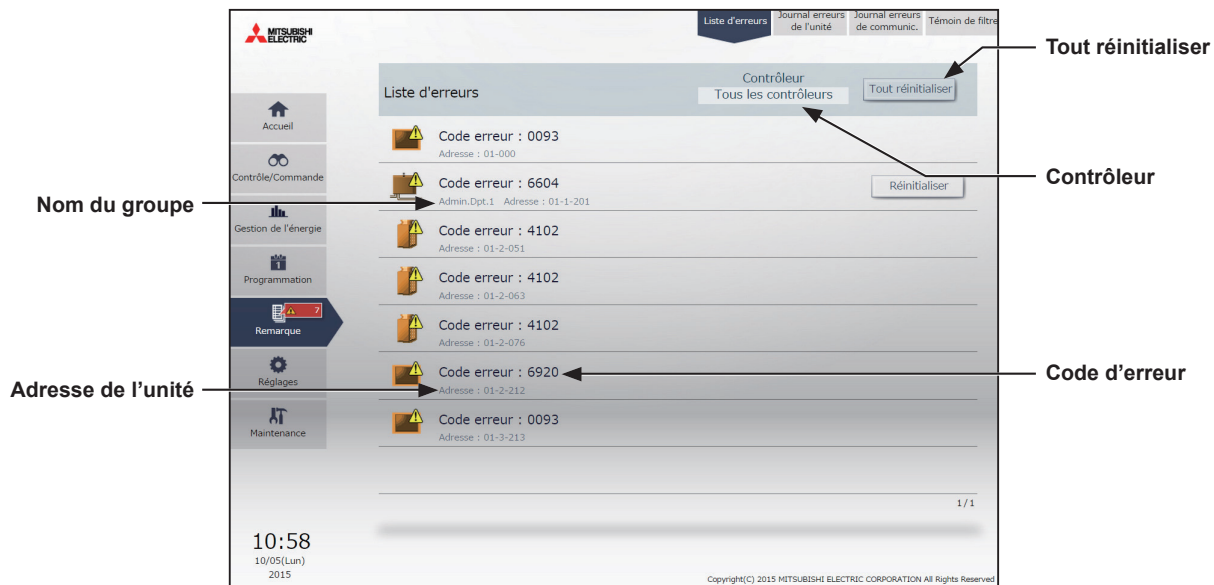 MITSUBISHI
ELECTRIC
Liste d'erreurs
Journal erreurs
de l'unité
Journal erreurs
de communic.
Témoin de filtre
Tout réinitialiser
Liste d'erreurs
Contrôleur
Tous les contrôleurs
Tout réinitialiser
Contrôleur
Accueil
Contrôle/Commande
Gestion de l'énergie
1
Programmation
7
Remarque
Réglages
Maintenance
Nom du groupe
Adresse de l'unité
Code erreur : 0093
Adresse : 01-000
Code erreur : 6604
Admin.Dpt.1 Adresse : 01-1-201
Réinitialiser
Code erreur : 4102
Adresse : 01-2-051
Code erreur : 4102
Adresse : 01-2-063
Code erreur : 4102
Adresse : 01-2-076
Code erreur : 6920
Adresse : 01-2-212
Code d'erreur
Code erreur : 0093
Adresse : 01-3-213
1/1
10:58
10/05(Lun)
2015
Copyright(C) 2015 MITSUBISHI ELECTRIC CORPORATION All Rights Reserved